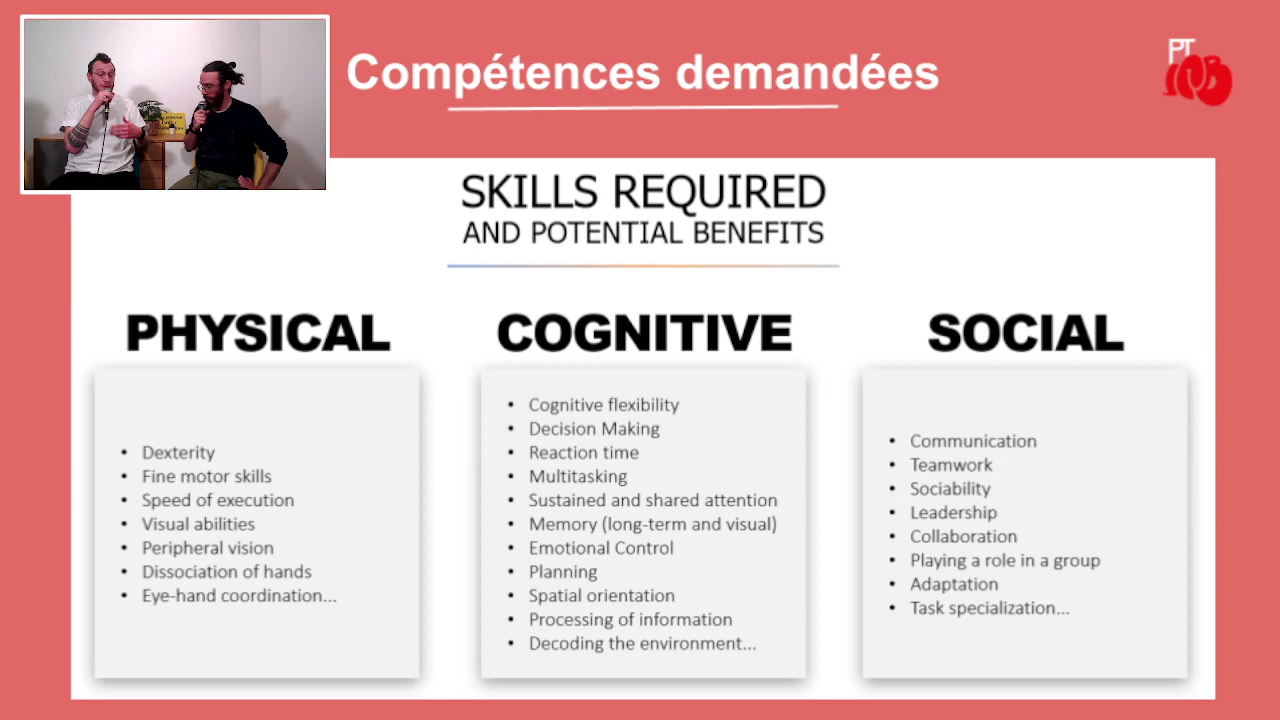 Compétences demandées
PT
SKILLS REQUIRED
AND POTENTIAL BENEFITS
PHYSICAL
• Dexterity
• Fine motor skills
• Speed of execution
• Visual abilities
• Peripheral vision
• Dissociation of hands
• Eye-hand coordination...
COGNITIVE
• Cognitive flexibility
• Decision Making
• Reaction time
• Multitasking
• Sustained and shared attention
• Memory (long-term and visual)
• Emotional Control
• Planning
• Spatial orientation
• Processing of information
• Decoding the environment...
SOCIAL
• Communication
• Teamwork
• Sociability
• Leadership
• Collaboration
• Playing a role in a group
• Adaptation
• Task specialization...